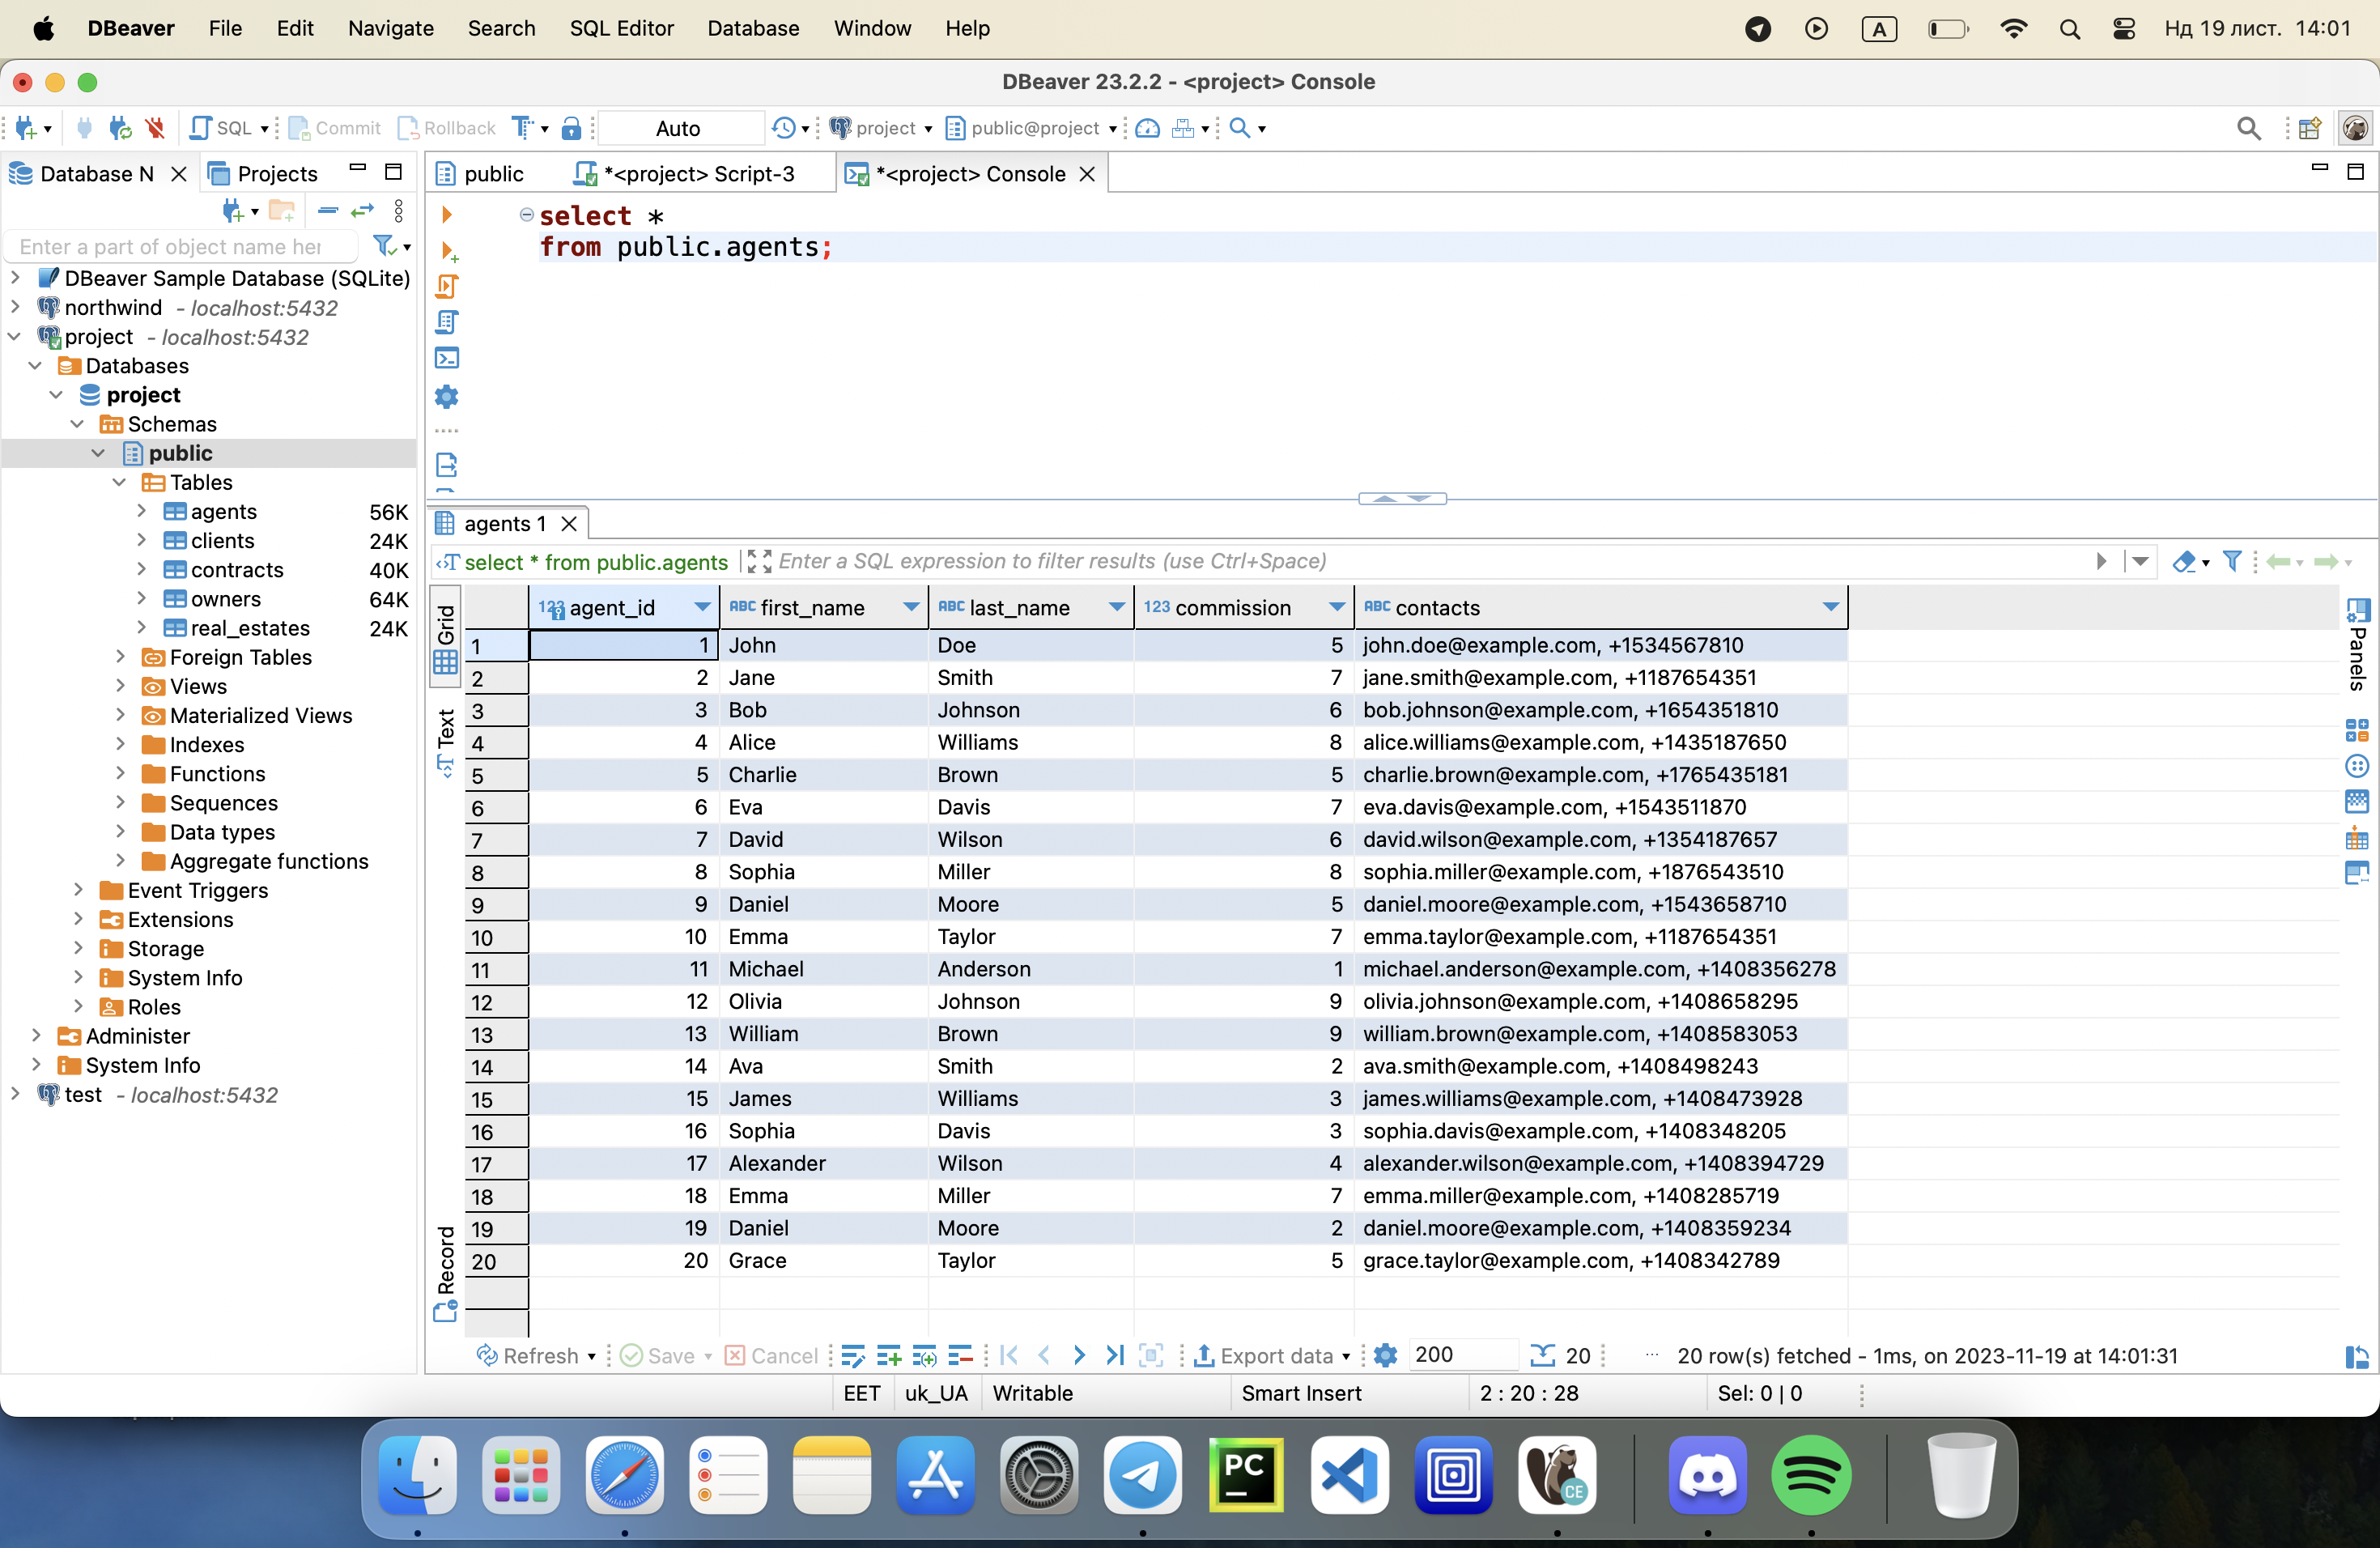 DBeaver File Edit Navigate Search SQL Editor Database Window Help A Нд 19 лист. 14:01
DBeaver 23.2.2 - <project> Console
SQL Commit Rollback Auto project public@project
Database N Projects
public *<project> Script-3 *<project> Console
Enter a part of object name her
DBeaver Sample Database (SQLite)
northwind - localhost:5432
project - localhost:5432
Databases
project
Schemas
public
Tables
agents 56K
clients 24K
contracts 40K
owners 64K
real_estates 24K
Foreign Tables
Views
Materialized Views
Indexes
Functions
Sequences
Data types
Aggregate functions
Event Triggers
Extensions
Storage
System Info
Roles
Administer
System Info
test - localhost:5432
select *
from public.agents;
agents 1
select * from public.agents Enter a SQL expression to filter results (use Ctrl+Space)
Grid
Text
Record
Panels
123 agent_id ABC first_name ABC last_name 123 commission ABC contacts
1 1 John Doe 5 john.doe@example.com, +1534567810
2 2 Jane Smith 7 jane.smith@example.com, +1187654351
3 3 Bob Johnson 6 bob.johnson@example.com, +1654351810
4 4 Alice Williams 8 alice.williams@example.com, +1435187650
5 5 Charlie Brown 5 charlie.brown@example.com, +1765435181
6 6 Eva Davis 7 eva.davis@example.com, +1543511870
7 7 David Wilson 6 david.wilson@example.com, +1354187657
8 8 Sophia Miller 8 sophia.miller@example.com, +1876543510
9 9 Daniel Moore 5 daniel.moore@example.com, +1543658710
10 10 Emma Taylor 7 emma.taylor@example.com, +1187654351
11 11 Michael Anderson 1 michael.anderson@example.com, +1408356278
12 12 Olivia Johnson 9 olivia.johnson@example.com, +1408658295
13 13 William Brown 9 william.brown@example.com, +1408583053
14 14 Ava Smith 2 ava.smith@example.com, +1408498243
15 15 James Williams 3 james.williams@example.com, +1408473928
16 16 Sophia Davis 3 sophia.davis@example.com, +1408348205
17 17 Alexander Wilson 4 alexander.wilson@example.com, +1408394729
18 18 Emma Miller 7 emma.miller@example.com, +1408285719
19 19 Daniel Moore 2 daniel.moore@example.com, +1408359234
20 20 Grace Taylor 5 grace.taylor@example.com, +1408342789
Refresh Save Cancel Export data 200 20 ... 20 row(s) fetched - 1ms, on 2023-11-19 at 14:01:31
EET uk_UA Writable Smart Insert 2 : 20 : 28 Sel: 0 | 0
PC CE